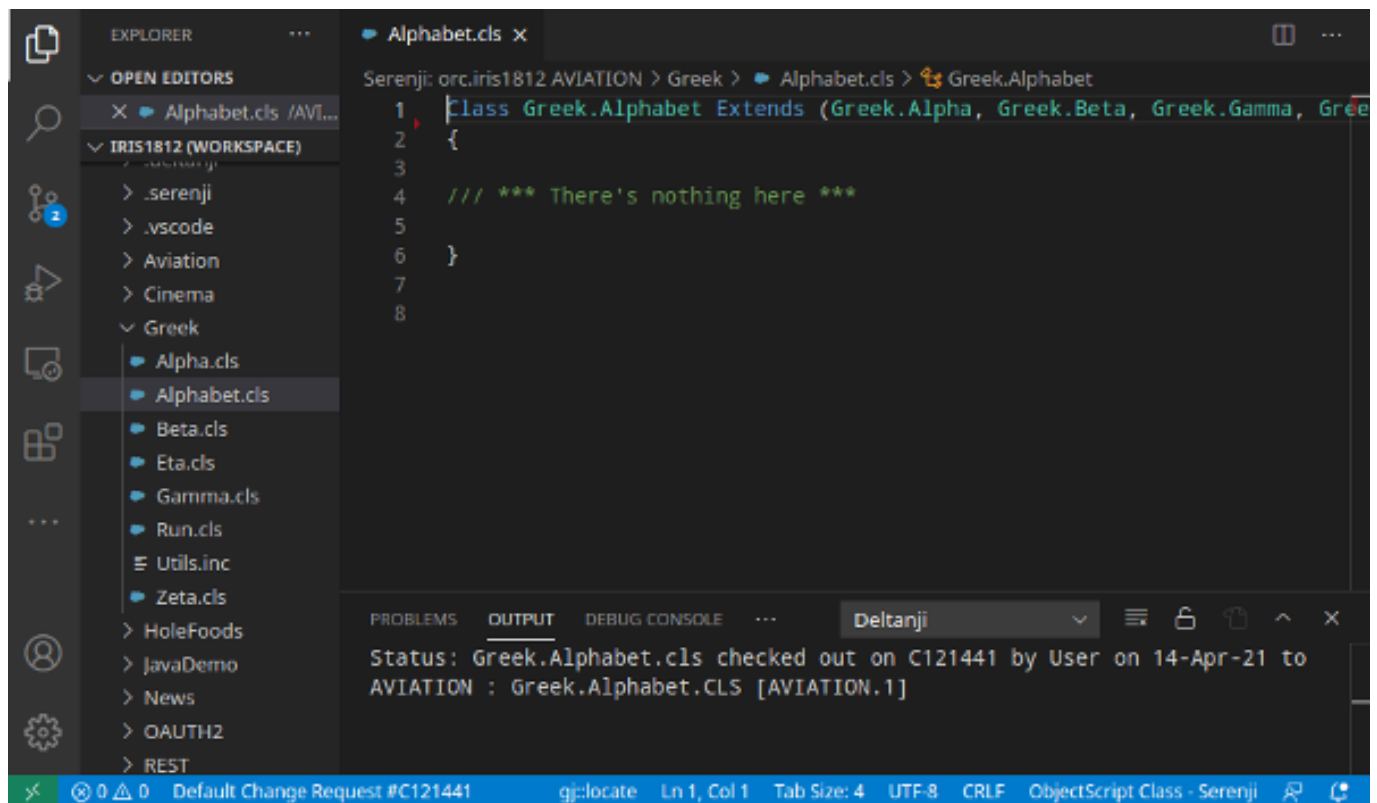 EXPLORER
OPEN EDITORS
Alphabet.cls /AVI...
IRIS1812 (WORKSPACE)
.serenji
.vscode
Aviation
Cinema
Greek
Alpha.cls
Alphabet.cls
Beta.cls
Eta.cls
Gamma.cls
Run.cls
Utils.inc
Zeta.cls
HoleFoods
JavaDemo
News
OAUTH2
REST
2
Alphabet.cls
Serenji: orc.iris1812 AVIATION > Greek > Alphabet.cls > Greek.Alphabet
1 Class Greek.Alphabet Extends (Greek.Alpha, Greek.Beta, Greek.Gamma, Gree
2 {
3
4 /// *** There's nothing here ***
5
6 }
7
8
PROBLEMS OUTPUT DEBUG CONSOLE ... Deltanji
Status: Greek.Alphabet.cls checked out on C121441 by User on 14-Apr-21 to
AVIATION : Greek.Alphabet.CLS [AVIATION.1]
0 0 Default Change Request #C121441 gj::locate Ln 1, Col 1 Tab Size: 4 UTF-8 CRLF ObjectScript Class - Serenji